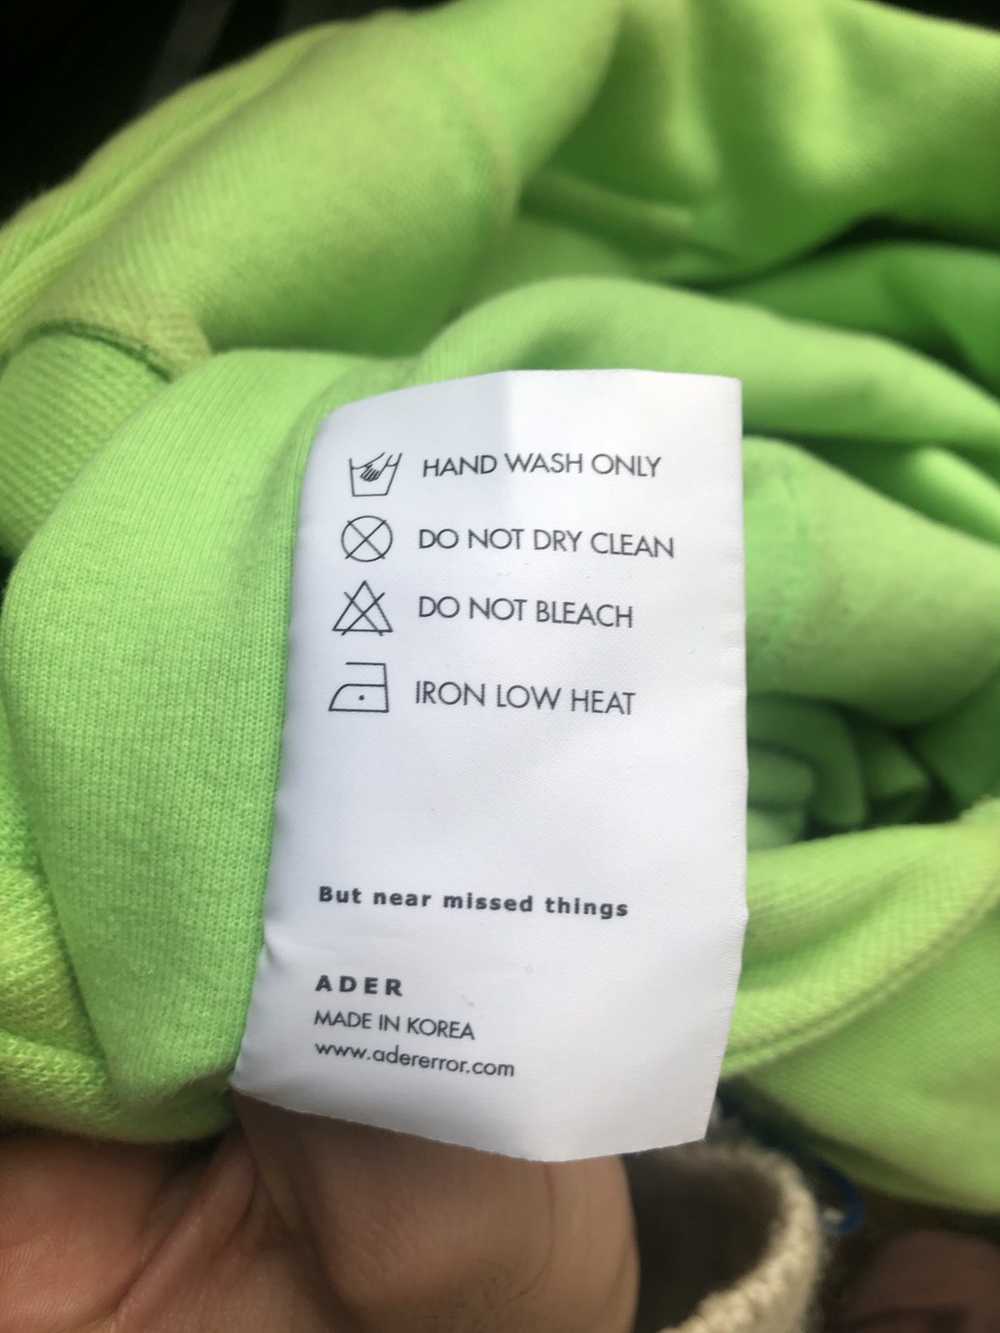 HAND WASH ONLY
DO NOT DRY CLEAN
DO NOT BLEACH
IRON LOW HEAT
But near missed things
ADER
MADE IN KOREA
www.adererror.com